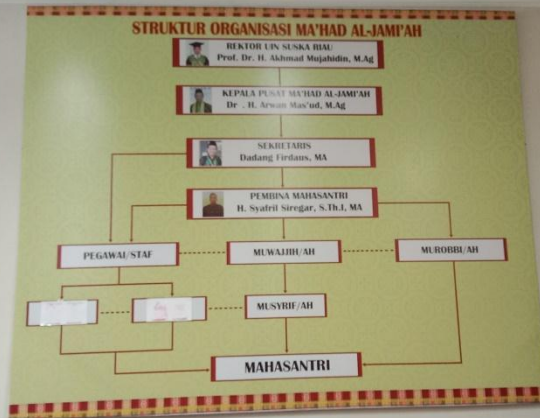 STRUKTUR ORGANISASI MA'HAD AL-JAMI'AH
REKTOR UIN SUSKA RIAU
Prof. Dr. H. Akhmad Mujahidin, M.Ag
KEPALA PUSAT MA'HAD AL-JAMI'AH
Dr . H. Arwan Mas'ud, M.Ag
SEKRETARIS
Dadang Firdaus, MA
PEMBINA MAHASANTRI
H. Syafril Siregar, S.Th.I, MA
PEGAWAI/STAF
MUWAJJIH/AH
MUROBBI/AH
MUSYRIF/AH
MAHASANTRI